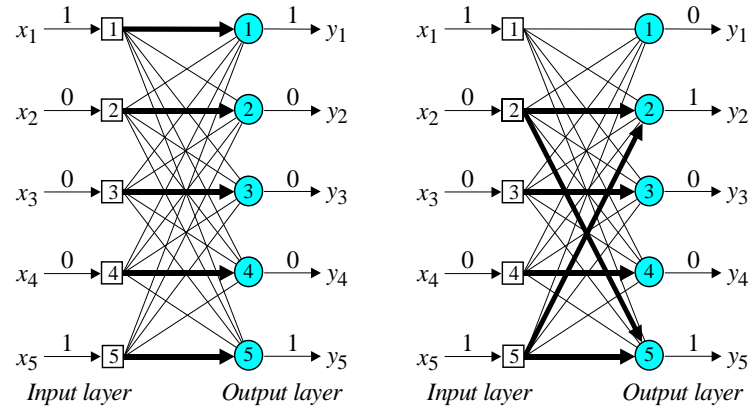 x1 1 1 1 1 y1
x2 0 2 2 0 y2
x3 0 3 3 0 y3
x4 0 4 4 0 y4
x5 1 5 5 1 y5
Input layer Output layer
x1 1 1 1 0 y1
x2 0 2 2 1 y2
x3 0 3 3 0 y3
x4 0 4 4 0 y4
x5 1 5 5 1 y5
Input layer Output layer